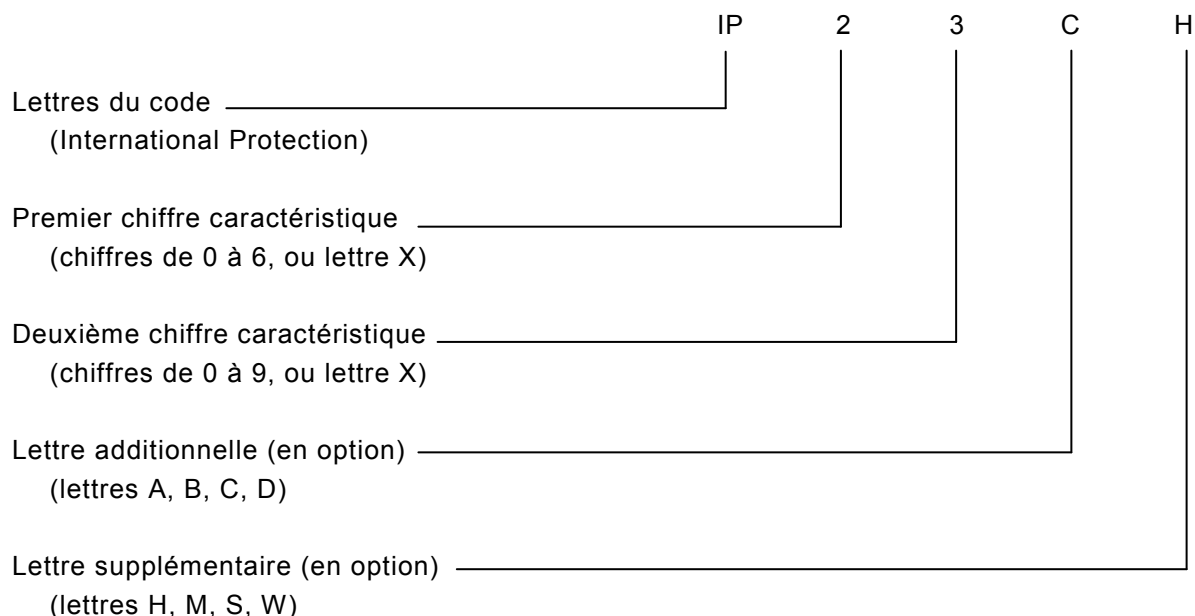 IP 2 3 C H
Lettres du code
(International Protection)
Premier chiffre caractéristique
(chiffres de 0 à 6, ou lettre X)
Deuxième chiffre caractéristique
(chiffres de 0 à 9, ou lettre X)
Lettre additionnelle (en option)
(lettres A, B, C, D)
Lettre supplémentaire (en option)
(lettres H, M, S, W)